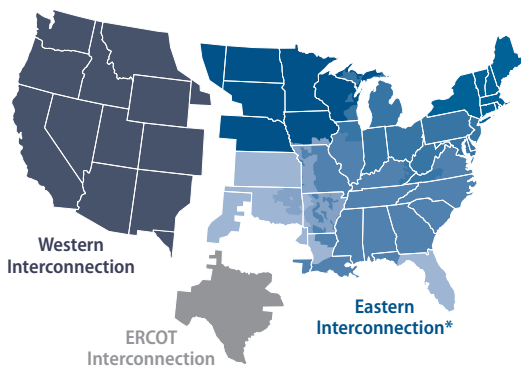 Western
Interconnection
ERCOT
Interconnection
Eastern
Interconnection*